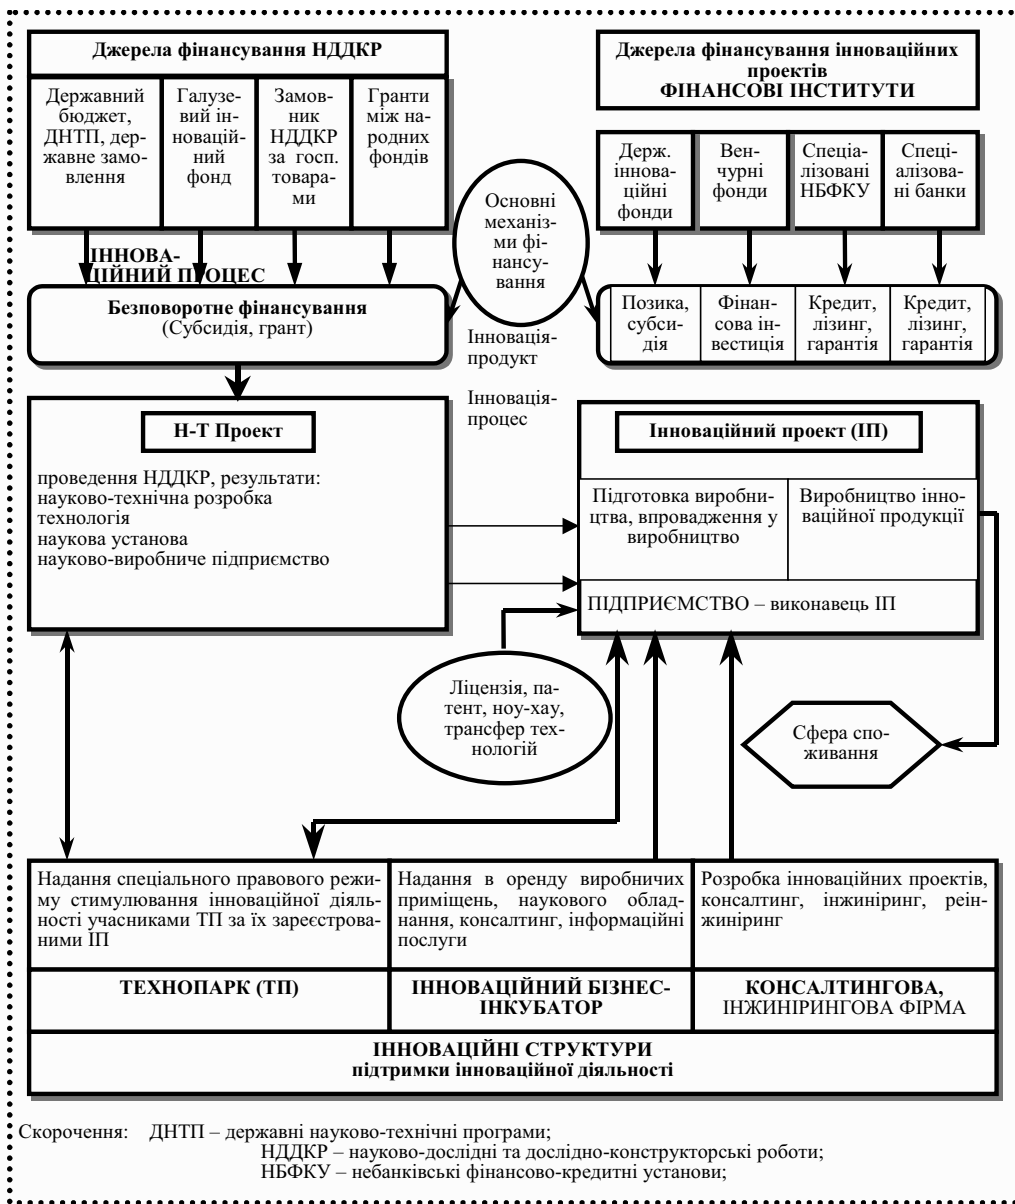 Джерела фінансування НДДКР
Державний
бюджет,
ДНТП, дер-
жавне замо-
влення
Галузе-
вий ін-
новацій-
ний
фонд
Замов-
ник
НДДКР
за госп.
товара-
ми
Гранти
між на-
родних
фондів
Джерела фінансування інноваційних
проектів
ФІНАНСОВІ ІНСТИТУТИ
Держ.
іннова-
ційні
фонди
Вен-
чурні
фонди
Спеціа-
лізовані
НБФКУ
Спеці-
алізова-
ні банки
Основні
механіз-
ми фі-
нансу-
вання
ІННОВА-
ЦІЙНИЙ ПРОЦЕС
Безповоротне фінансування
(Субсидія, грант)
Позика,
субси-
дія
Фінан-
сова ін-
вестиція
Кредит,
лізинг,
гарантія
Кредит,
лізинг,
гарантія
Інновація-
продукт
Інновація-
процес
Н-Т Проект
проведення НДДКР, результати:
науково-технічна розробка
технологія
наукова установа
науково-виробниче підприємство
Інноваційний проект (ІП)
Підготовка виробни-
цтва, впровадження у
виробництво
Виробництво інно-
ваційної продукції
ПІДПРИЄМСТВО – виконавець ІП
Ліцензія, па-
тент, ноу-хау,
трансфер тех-
нологій
Сфера спо-
живання
Надання спеціального правового режи-
му стимулювання інноваційної діяль-
ності учасниками ТП за їх зареєстрова-
ними ІП
Надання в оренду виробничих
приміщень, наукового облад-
нання, консалтинг, інформаційні
послуги
Розробка інноваційних проектів,
консалтинг, інжиніринг, реін-
жиніринг
ТЕХНОПАРК (ТП)
ІННОВАЦІЙНИЙ БІЗНЕС-
ІНКУБАТОР
КОНСАЛТИНГОВА,
ІНЖИНІРИНГОВА ФІРМА
ІННОВАЦІЙНІ СТРУКТУРИ
підтримки інноваційної діяльності
Скорочення: ДНТП – державні науково-технічні програми;
НДДКР – науково-дослідні та дослідно-конструкторські роботи;
НБФКУ – небанківські фінансово-кредитні установи;